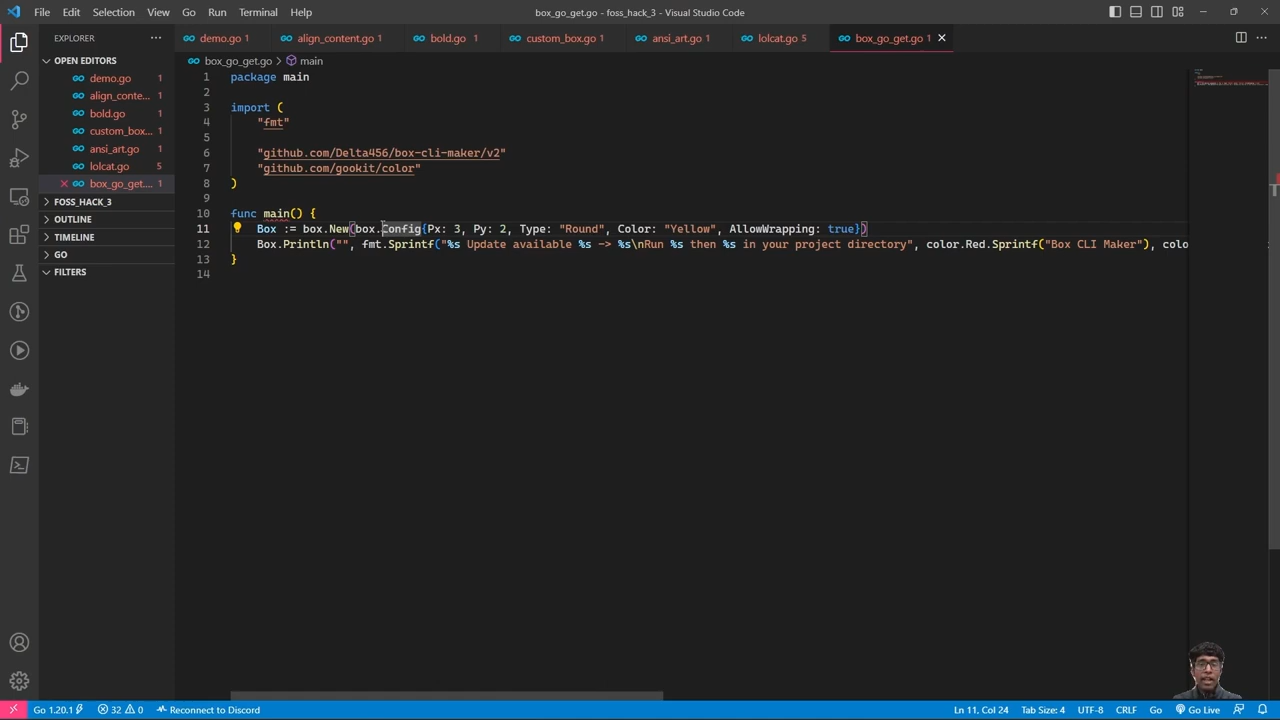 File Edit Selection View Go Run Terminal Help
box_go_get.go - foss_hack_3 - Visual Studio Code
EXPLORER
OPEN EDITORS
demo.go 1
align_conte... 1
bold.go 1
custom_box... 1
ansi_art.go 1
lolcat.go 5
box_go_get.... 1
FOSS_HACK_3
OUTLINE
TIMELINE
GO
FILTERS
demo.go 1 align_content.go 1 bold.go 1 custom_box.go 1 ansi_art.go 1 lolcat.go 5 box_go_get.go 1
box_go_get.go > main
1 package main
2
3 import (
4 "fmt"
5
6 "github.com/Delta456/box-cli-maker/v2"
7 "github.com/gookit/color"
8 )
9
10 func main() {
11 Box := box.New(box.Config{Px: 3, Py: 2, Type: "Round", Color: "Yellow", AllowWrapping: true})
12 Box.Println("", fmt.Sprintf("%s Update available %s -> %s\nRun %s then %s in your project directory", color.Red.Sprintf("Box CLI Maker"), colo
13 }
14
Go 1.20.1 32 0 Reconnect to Discord
Ln 11, Col 24 Tab Size: 4 UTF-8 CRLF Go Go Live